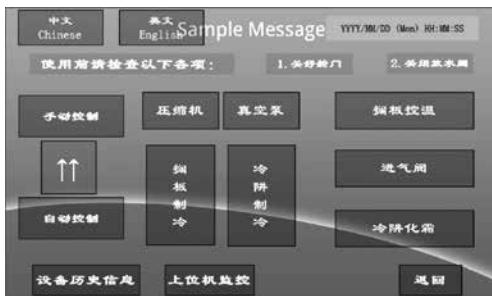 中文
Chinese
英文
English
Sample Message
YYYY/MM/DD (Mon) HH:MM:SS
使用前请检查以下各项:
1.关好舱门
2.关闭放水阀
手动控制
压缩机
真空泵
搁板控温
↑↑
搁板制冷
冷阱制冷
进气阀
自动控制
冷阱化霜
设备历史信息
上位机监控
退回